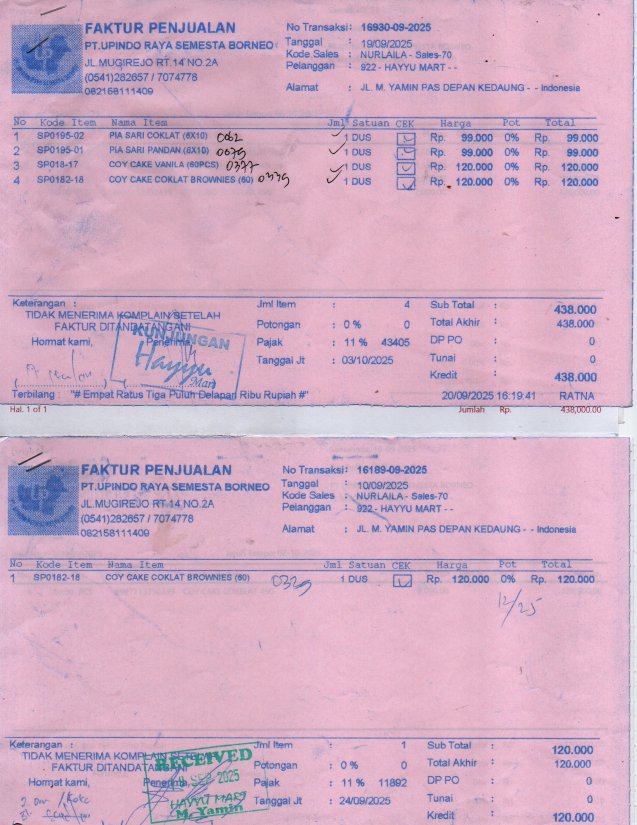 FAKTUR PENJUALAN
PT.UPINDO RAYA SEMESTA BORNEO
JL.MUGIREJO RT.14 NO.2A
(0541)282657 / 7074778
082158111409
No Transaksi : 16930-09-2025
Tanggal : 19/09/2025
Kode Sales : NURLAILA - Sales-70
Pelanggan : 922 - HAYYU MART - -
Alamat : JL. M. YAMIN PAS DEPAN KEDAUNG - - Indonesia
No Kode Item Nama Item Jml Satuan CEK Harga Pot Total
1 SP0195-02 PIA SARI COKLAT (6X10) 0062 1 DUS Rp. 99.000 0% Rp. 99.000
2 SP0195-01 PIA SARI PANDAN (6X10) 0079 1 DUS Rp. 99.000 0% Rp. 99.000
3 SP018-17 COY CAKE VANILA (60PCS) 0377 1 DUS Rp. 120.000 0% Rp. 120.000
4 SP0182-18 COY CAKE COKLAT BROWNIES (60) 0339 1 DUS Rp. 120.000 0% Rp. 120.000
Keterangan : Jml Item : 4 Sub Total : 438.000
TIDAK MENERIMA KOMPLAIN SETELAH
FAKTUR DITANDATANGANI Potongan : 0 % 0 Total Akhir : 438.000
Hormat kami, Penerima, Pajak : 11 % 43405 DP PO : 0
KUNJUNGAN
Hayyu
Mart
Tanggal Jt : 03/10/2025 Tunai : 0
Kredit : 438.000
Terbilang : "# Empat Ratus Tiga Puluh Delapan Ribu Rupiah #" 20/09/2025 16:19:41 RATNA
Hal. 1 of 1 Jumlah Rp. 438,000.00
FAKTUR PENJUALAN
PT.UPINDO RAYA SEMESTA BORNEO
JL.MUGIREJO RT.14 NO.2A
(0541)282657 / 7074778
082158111409
No Transaksi : 16189-09-2025
Tanggal : 10/09/2025
Kode Sales : NURLAILA - Sales-70
Pelanggan : 922 - HAYYU MART - -
Alamat : JL. M. YAMIN PAS DEPAN KEDAUNG - - Indonesia
No Kode Item Nama Item Jml Satuan CEK Harga Pot Total
1 SP0182-18 COY CAKE COKLAT BROWNIES (60) 1 DUS Rp. 120.000 0% Rp. 120.000
12/25
Keterangan : Jml Item : 1 Sub Total : 120.000
TIDAK MENERIMA KOMPLAIN SETELAH
FAKTUR DITANDATANGANI Potongan : 0 % 0 Total Akhir : 120.000
Hormat kami, Penerima, Pajak : 11 % 11892 DP PO : 0
RECEIVED
SEP 2025
HAYYU MART
M. Yamin
Tanggal Jt : 24/09/2025 Tunai : 0
Kredit : 120.000